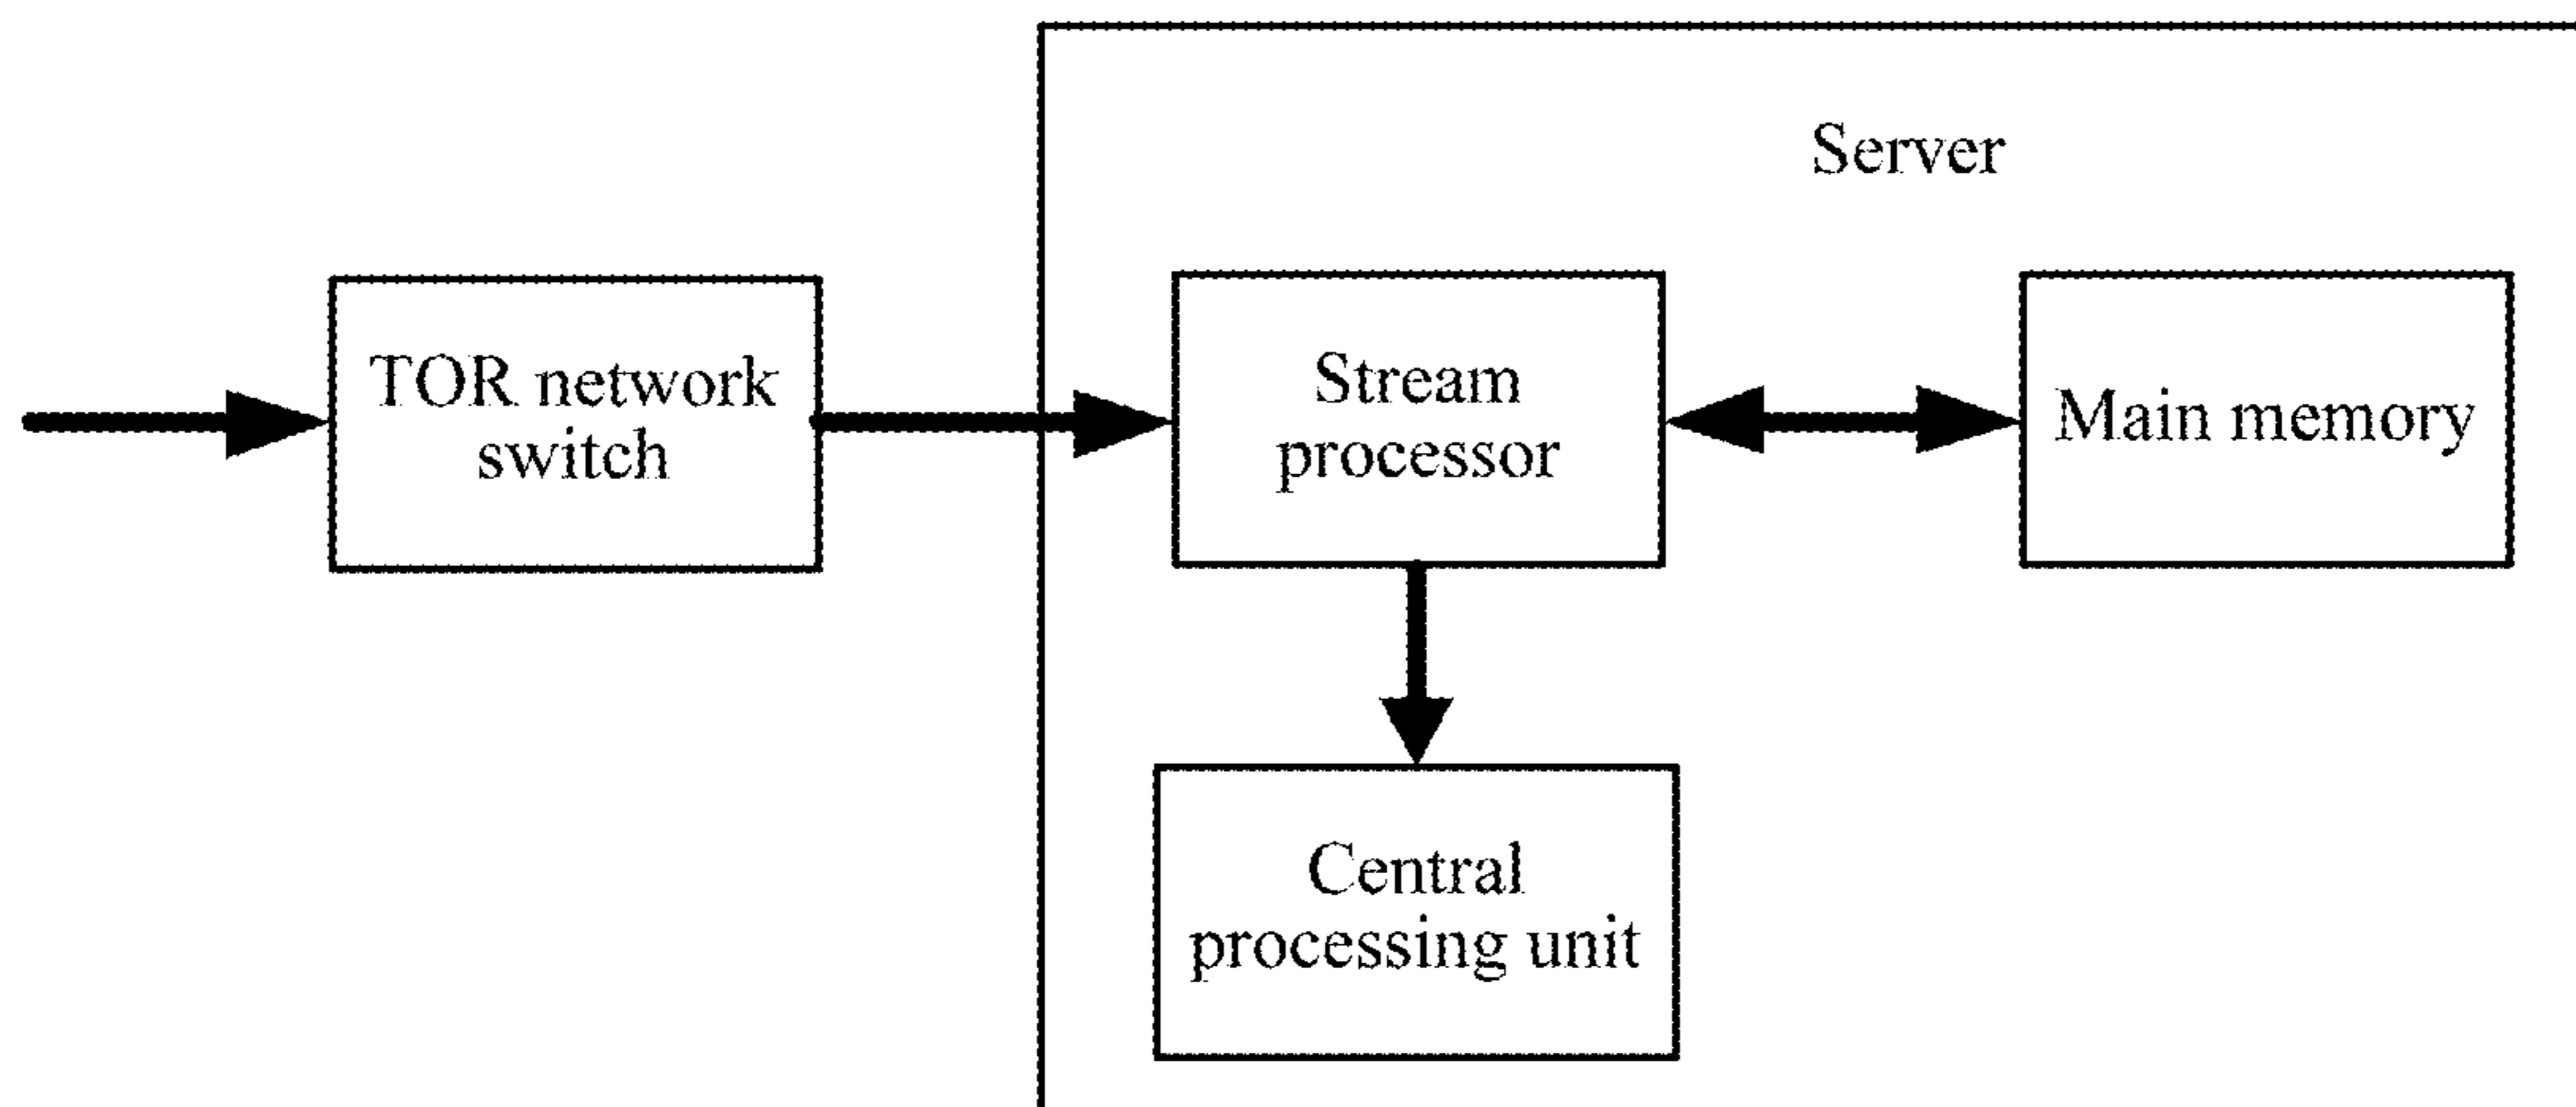 Server
TOR network
switch
Stream
processor
Main memory
Central
processing unit